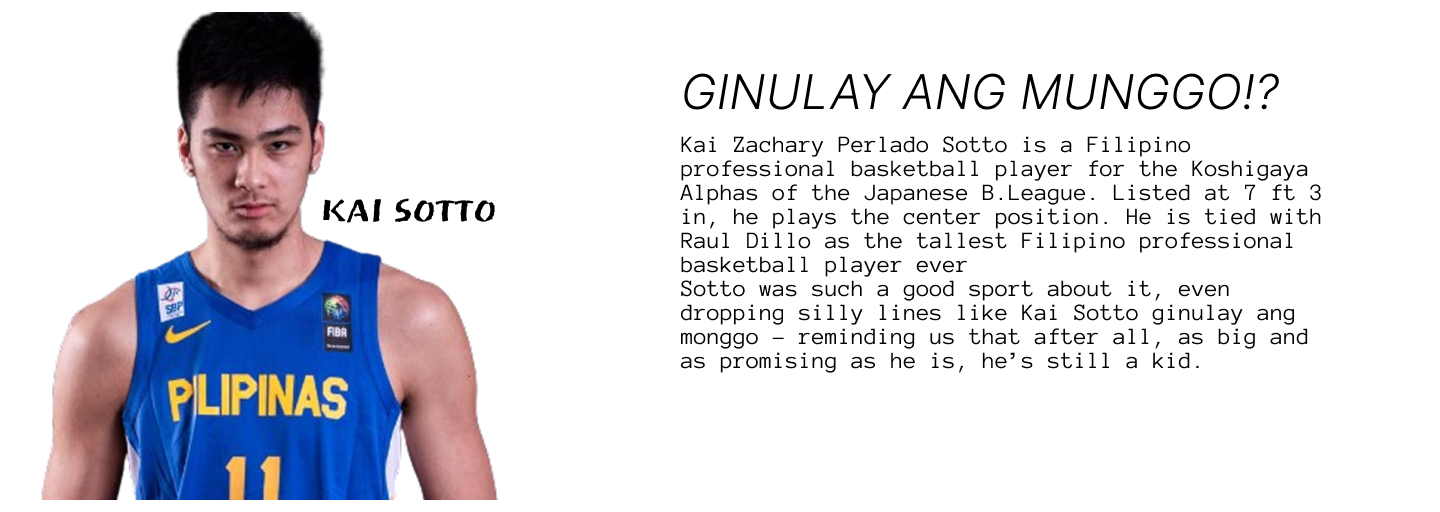 GINULAY ANG MUNGGO!?
Kai Zachary Perlado Sotto is a Filipino
professional basketball player for the Koshigaya
Alphas of the Japanese B.League. Listed at 7 ft 3
in, he plays the center position. He is tied with
Raul Dillo as the tallest Filipino professional
basketball player ever
Sotto was such a good sport about it, even
dropping silly lines like Kai Sotto ginulay ang
monggo – reminding us that after all, as big and
as promising as he is, he’s still a kid.
KAI SOTTO
SBP
FIBA
PILIPINAS
11